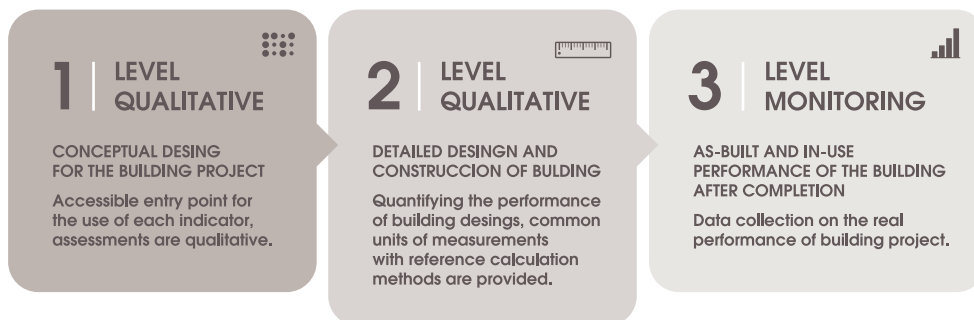 1 LEVEL
QUALITATIVE
CONCEPTUAL DESING
FOR THE BUILDING PROJECT
Accessible entry point for
the use of each indicator,
assessments are qualitative.
2 LEVEL
QUALITATIVE
DETAILED DESINGN AND
CONSTRUCCION OF BULDING
Quantifying the performance
of building desings, common
units of measurements
with reference calculation
methods are provided.
3 LEVEL
MONITORING
AS-BUILT AND IN-USE
PERFORMANCE OF THE BUILDING
AFTER COMPLETION
Data collection on the real
performance of building project.